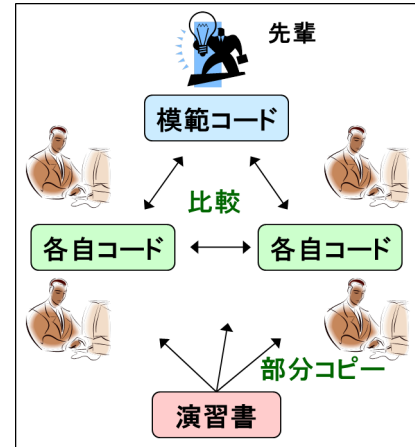 先輩
模範コード
比較
各自コード
各自コード
部分コピー
演習書